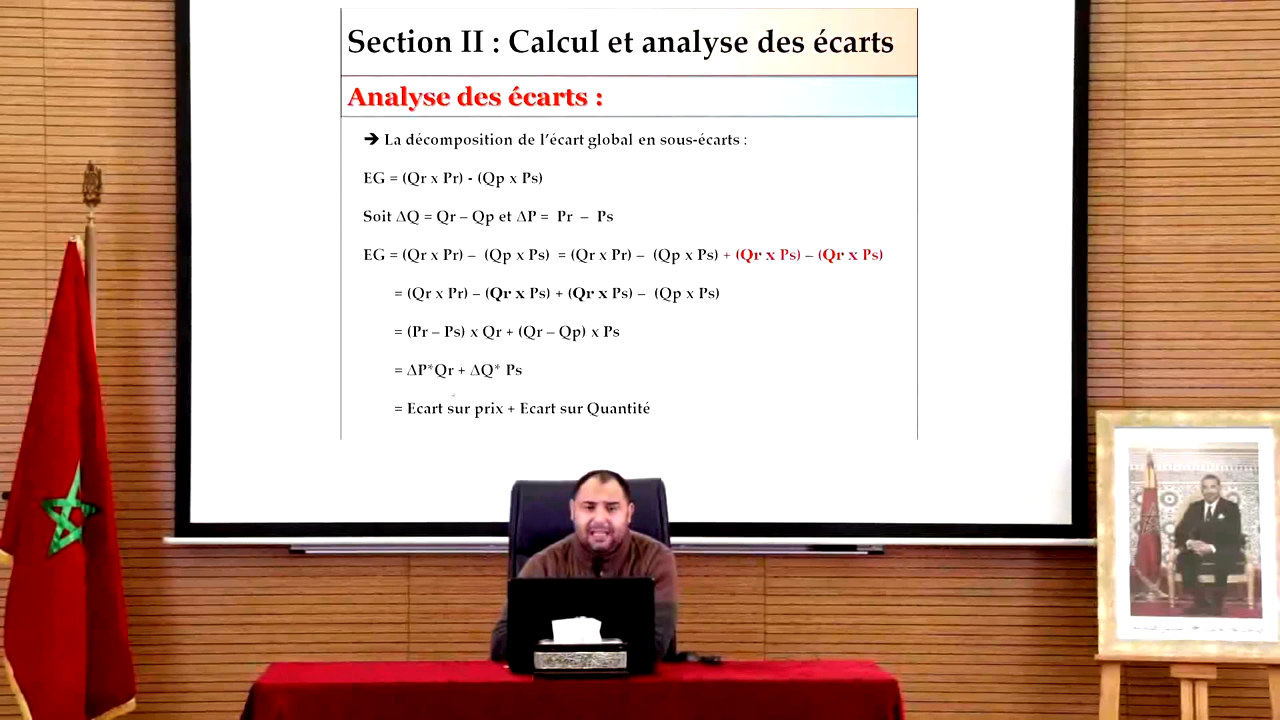 Section II : Calcul et analyse des écarts
Analyse des écarts :
➔ La décomposition de l'écart global en sous-écarts :
EG = (Qr x Pr) - (Qp x Ps)
Soit ΔQ = Qr – Qp et ΔP = Pr – Ps
EG = (Qr x Pr) – (Qp x Ps) = (Qr x Pr) – (Qp x Ps) + (Qr x Ps) – (Qr x Ps)
= (Qr x Pr) – (Qr x Ps) + (Qr x Ps) – (Qp x Ps)
= (Pr – Ps) x Qr + (Qr – Qp) x Ps
= ΔP*Qr + ΔQ* Ps
= Ecart sur prix + Ecart sur Quantité